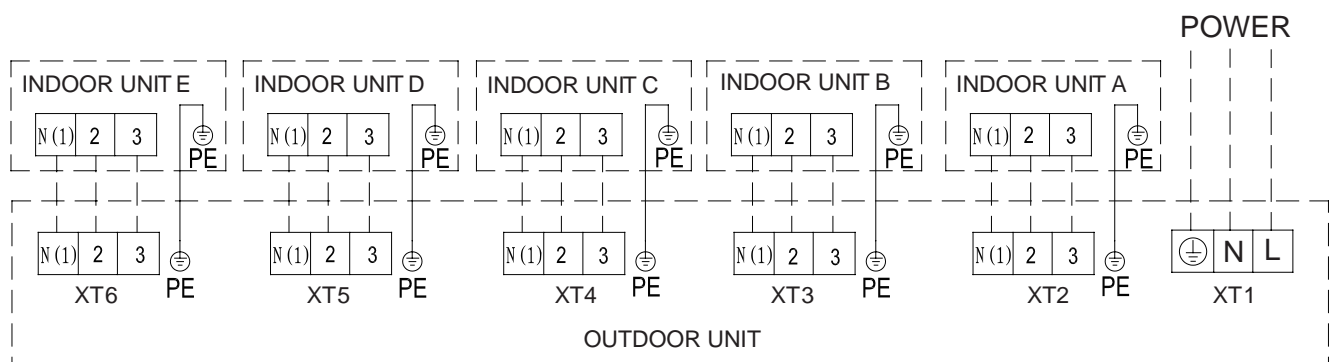 POWER
INDOOR UNIT E INDOOR UNIT D INDOOR UNIT C INDOOR UNIT B INDOOR UNIT A
N(1) 2 3 PE N(1) 2 3 PE N(1) 2 3 PE N(1) 2 3 PE N(1) 2 3 PE
N(1) 2 3 PE N(1) 2 3 PE N(1) 2 3 PE N(1) 2 3 PE N(1) 2 3 PE N L
XT6 XT5 XT4 XT3 XT2 XT1
OUTDOOR UNIT